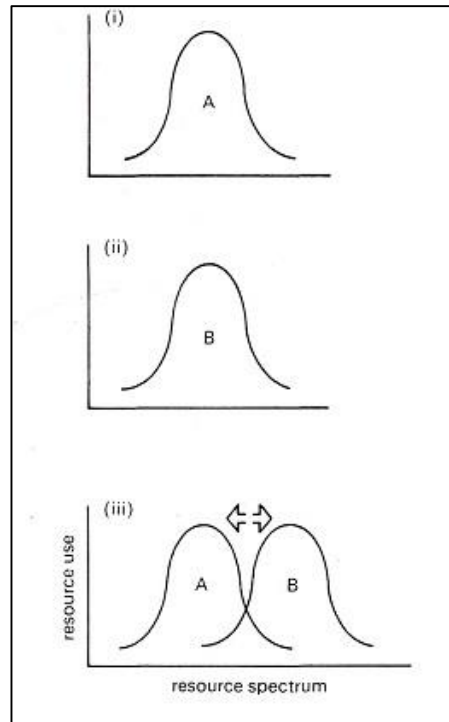 (i)
A
(ii)
B
(iii)
A B
resource use
resource spectrum